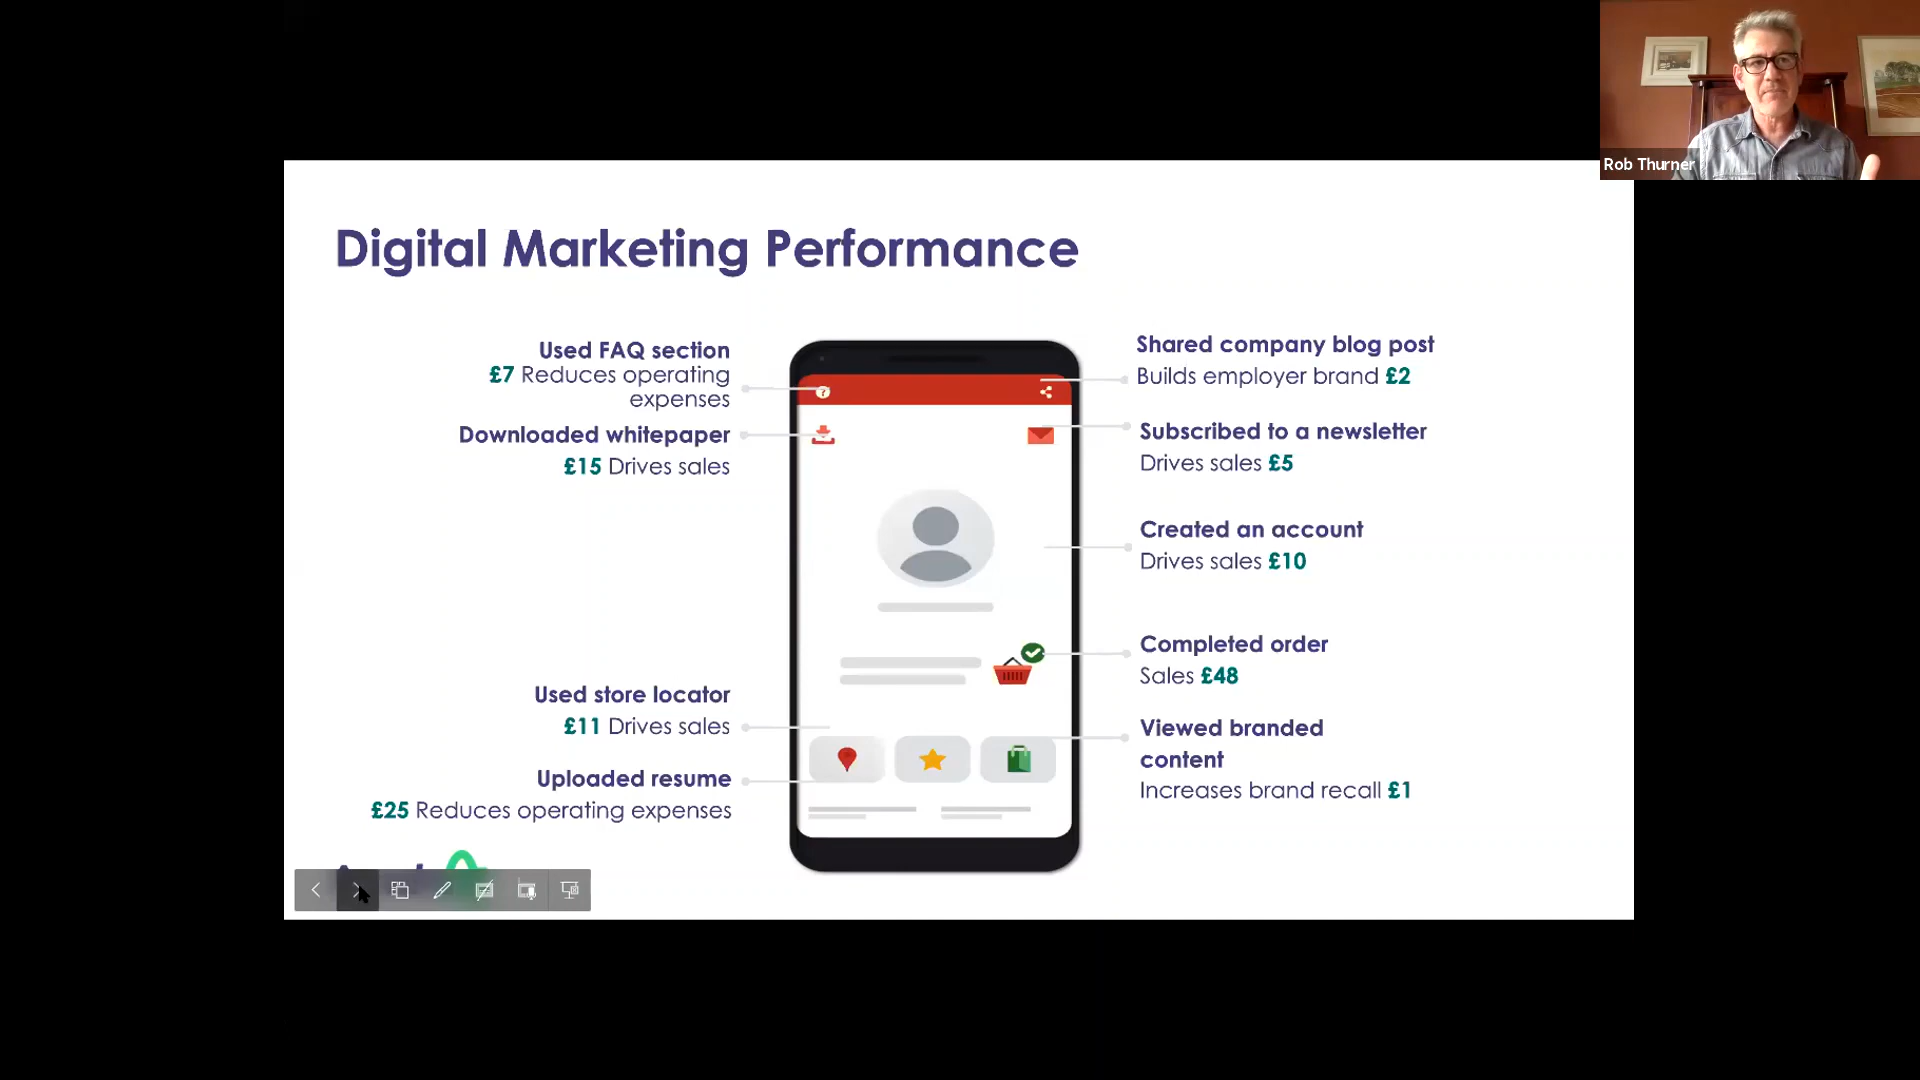 Rob Thurner
Digital Marketing Performance
Used FAQ section
£7 Reduces operating
expenses
Downloaded whitepaper
£15 Drives sales
Used store locator
£11 Drives sales
Uploaded resume
£25 Reduces operating expenses
Shared company blog post
Builds employer brand £2
Subscribed to a newsletter
Drives sales £5
Created an account
Drives sales £10
Completed order
Sales £48
Viewed branded
content
Increases brand recall £1